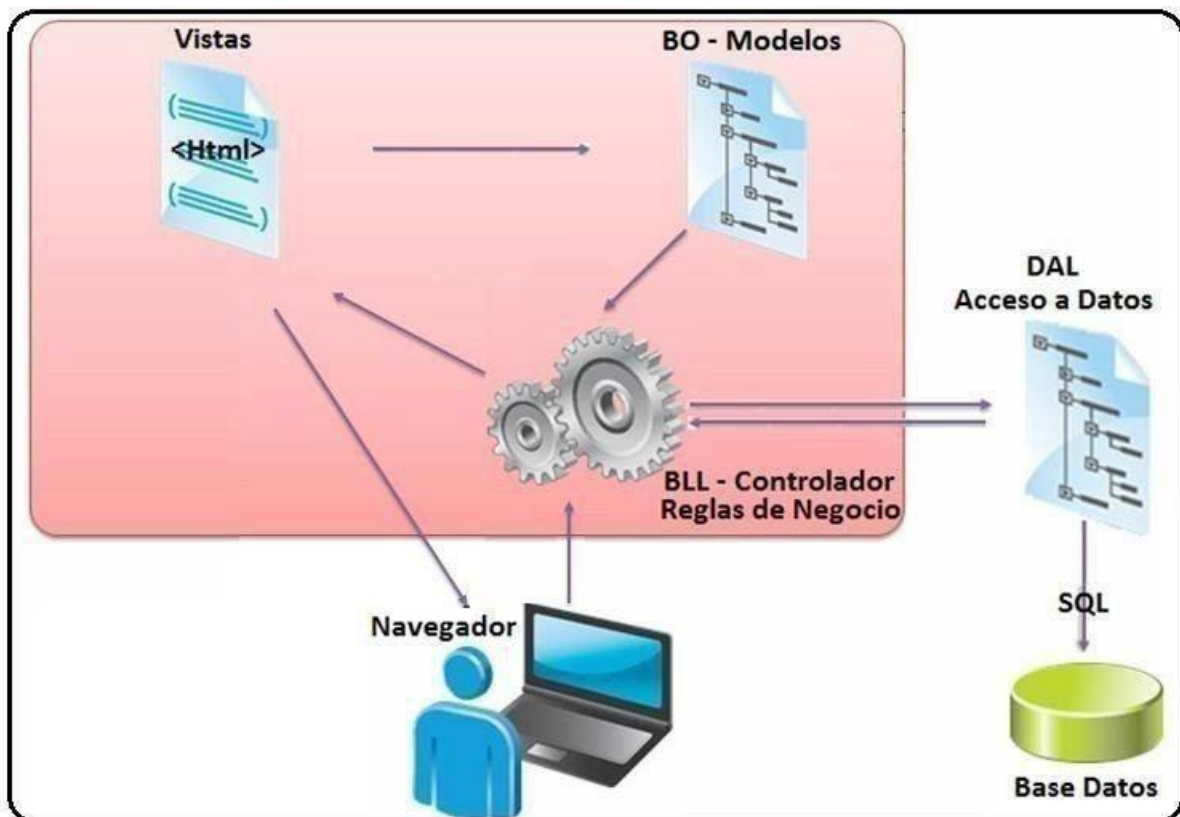 Vistas
BO - Modelos
<Html>
DAL
Acceso a Datos
BLL - Controlador
Reglas de Negocio
SQL
Navegador
Base Datos